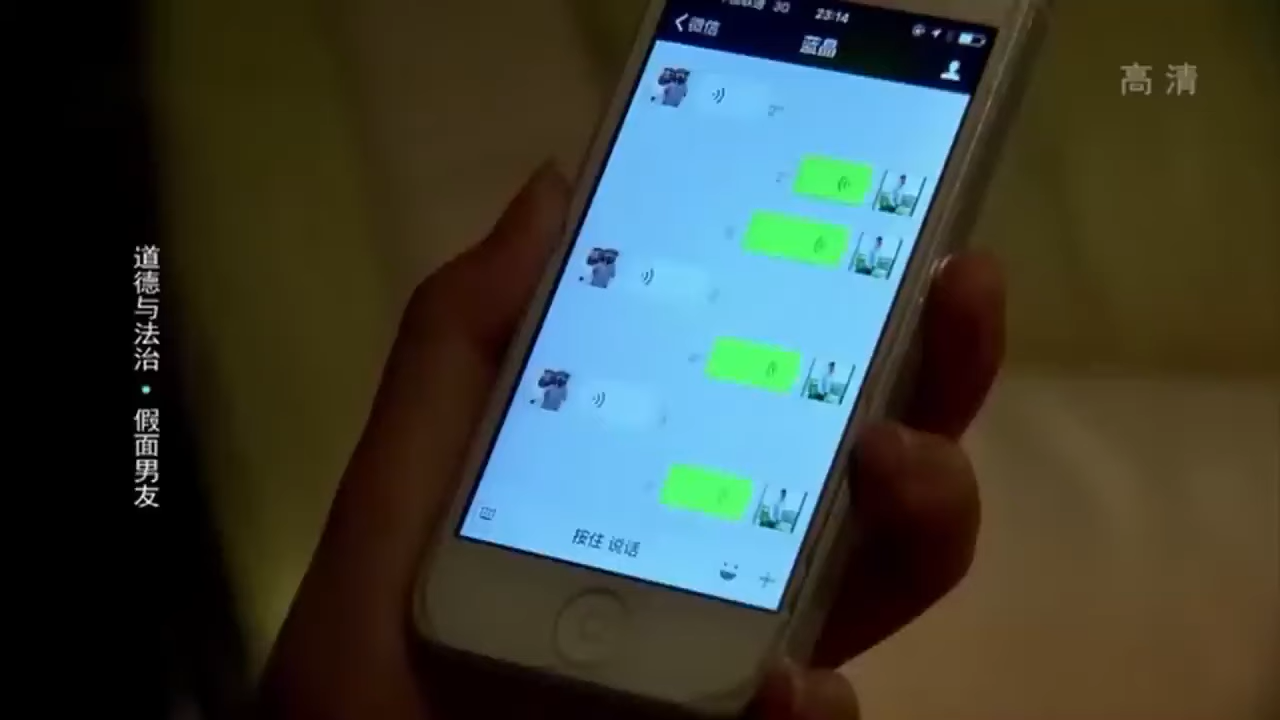 3G 23:14
微信
蓝晶
高清
道德与法治·假面男友
按住 说话